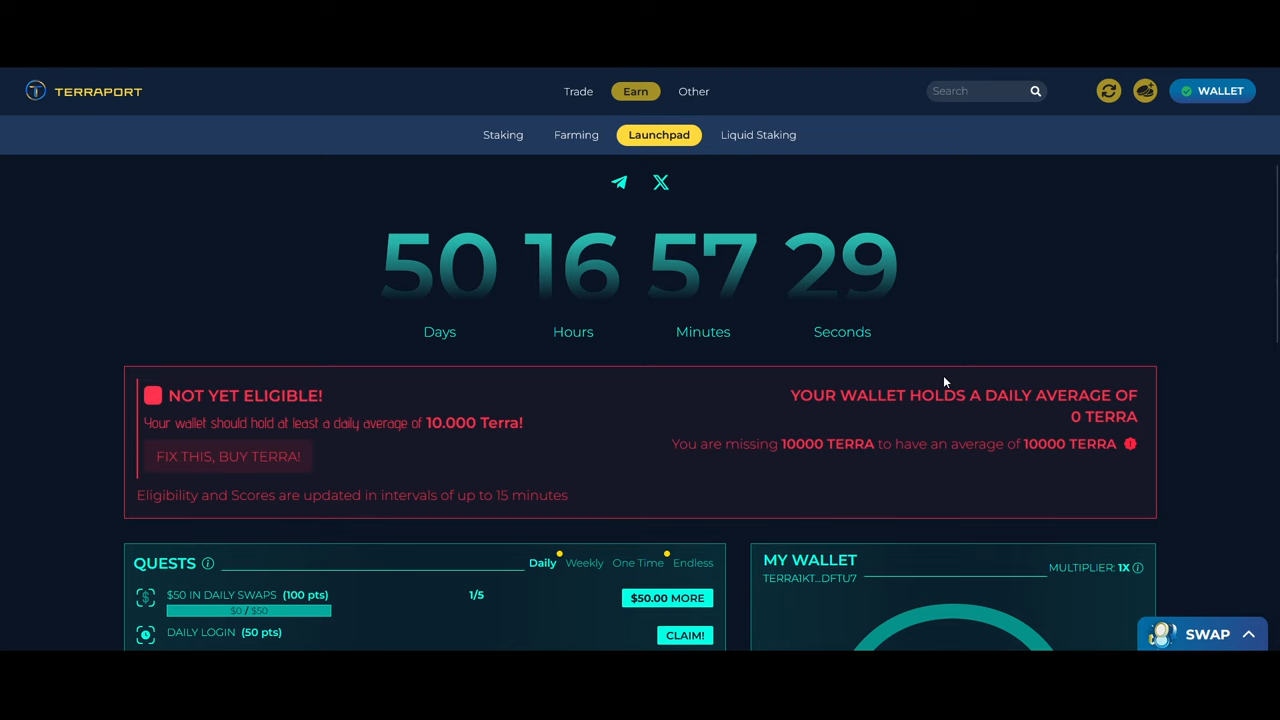 TERRAPORT
Trade
Earn
Other
Search
WALLET
Staking
Farming
Launchpad
Liquid Staking
50 16 57 29
Days Hours Minutes Seconds
NOT YET ELIGIBLE!
Your wallet should hold at least a daily average of 10.000 Terra!
FIX THIS, BUY TERRA!
Eligibility and Scores are updated in intervals of up to 15 minutes
YOUR WALLET HOLDS A DAILY AVERAGE OF
0 TERRA
You are missing 10000 TERRA to have an average of 10000 TERRA
QUESTS
Daily Weekly One Time Endless
$50 IN DAILY SWAPS (100 pts)
1/5
$50.00 MORE
$0 / $50
DAILY LOGIN (50 pts)
CLAIM!
MY WALLET
TERRA1KT...DFTU7
MULTIPLIER: 1X
SWAP